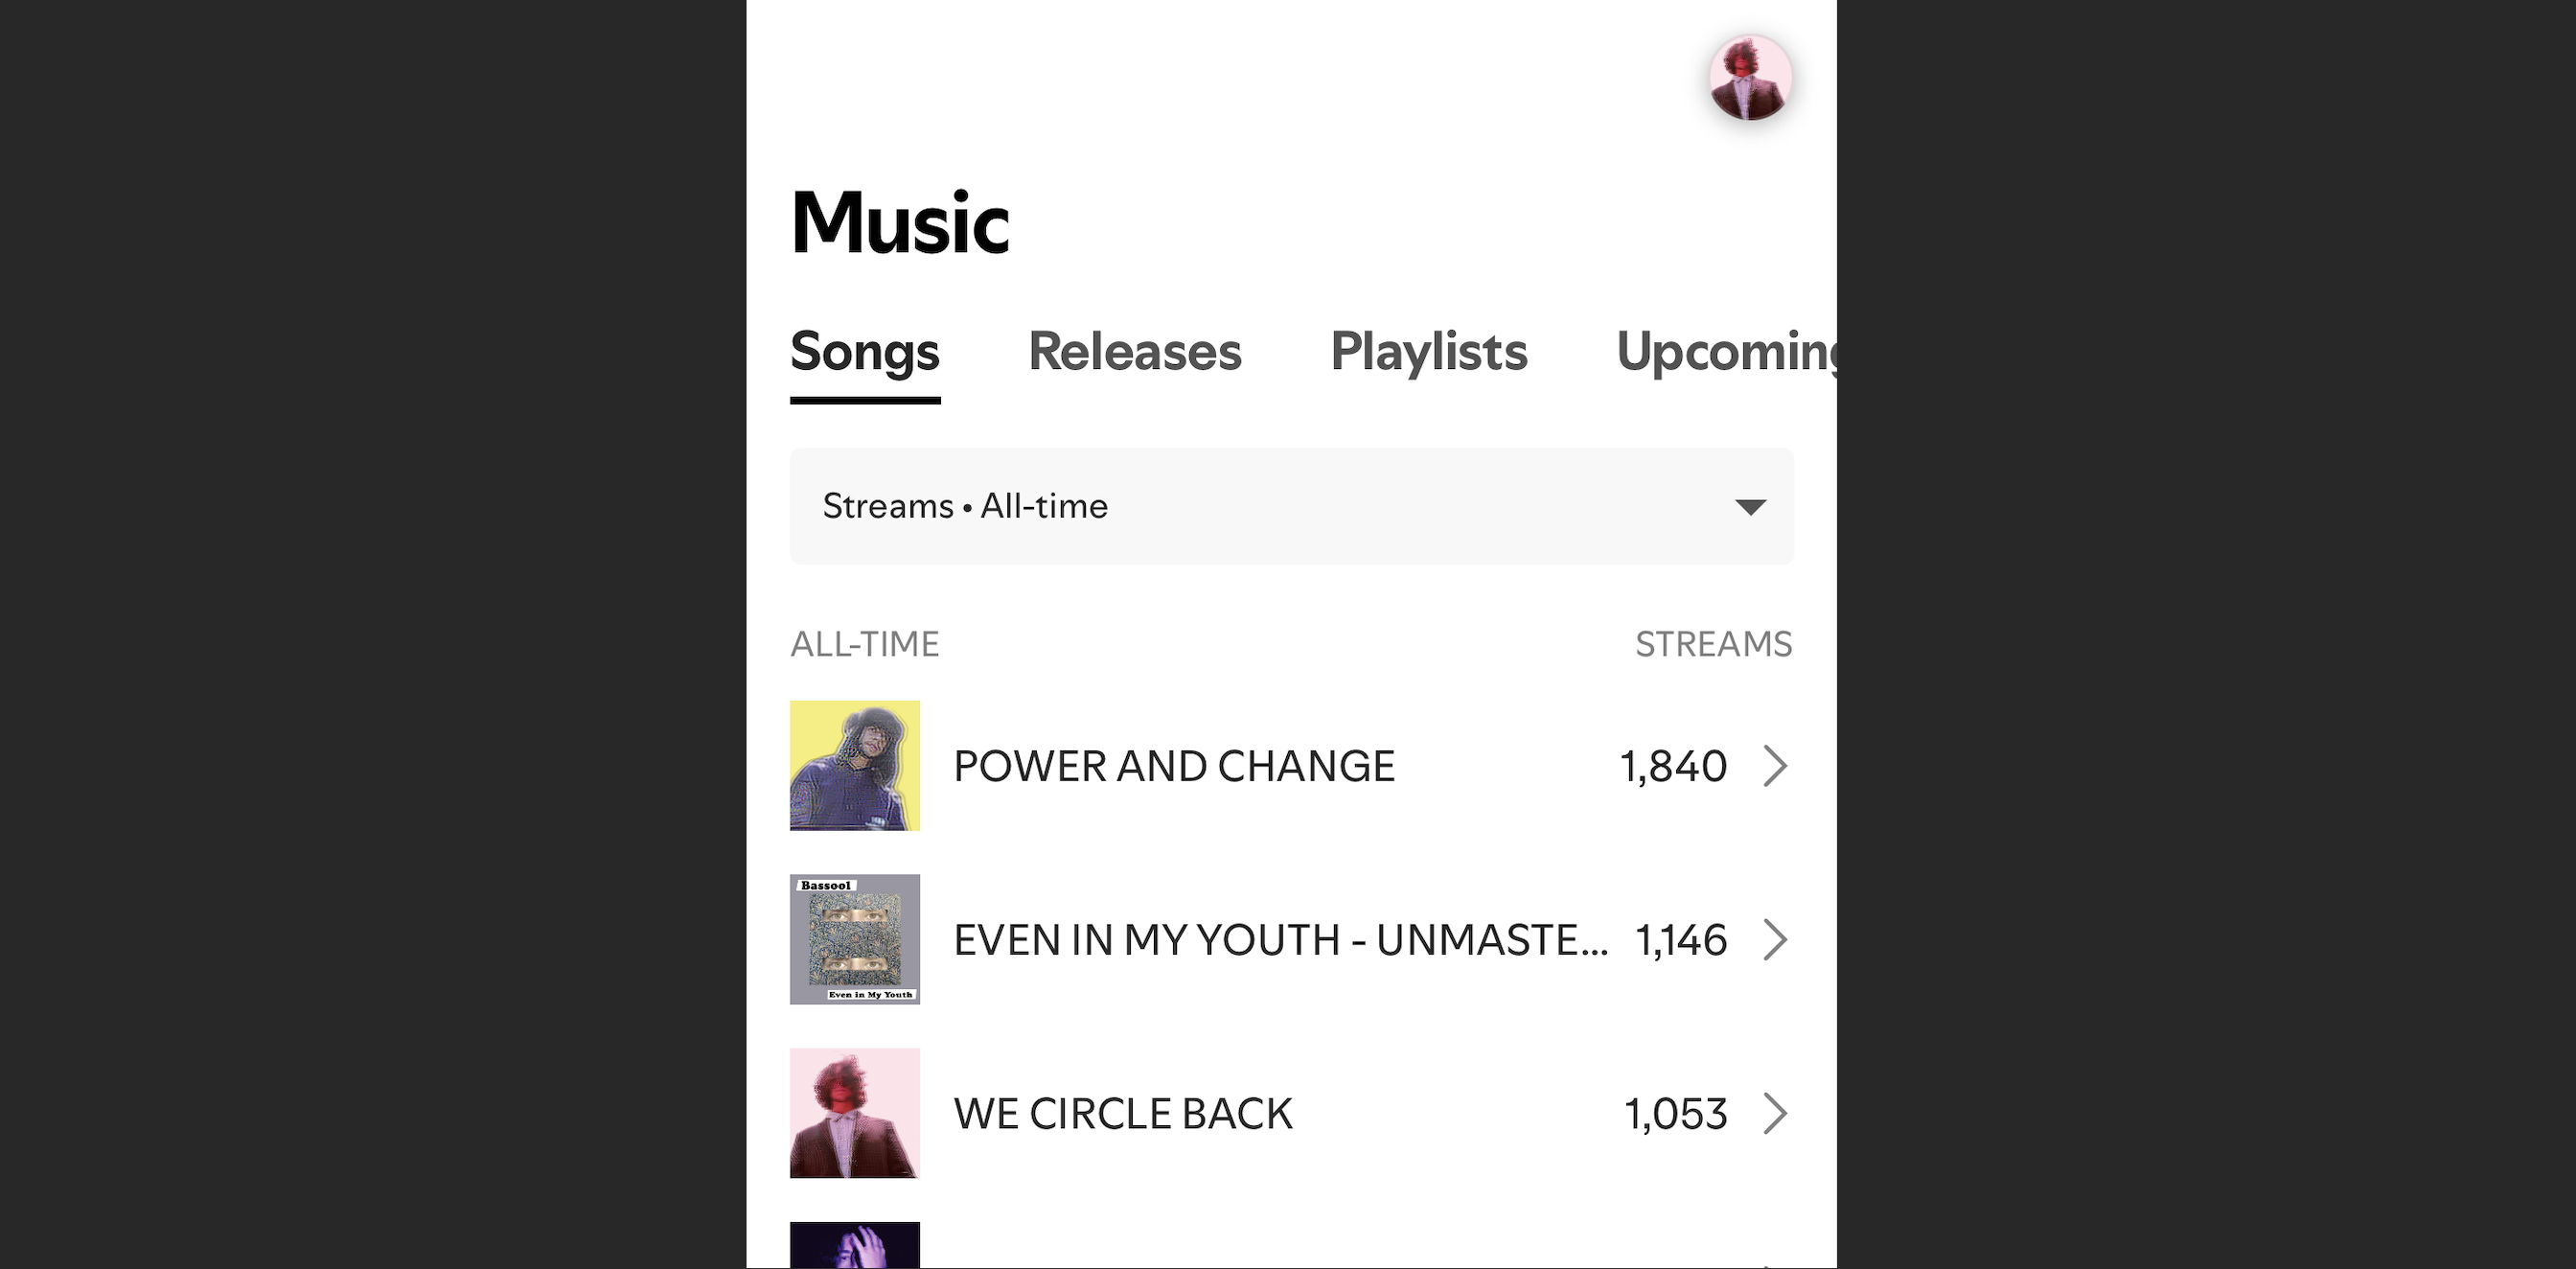 Music
Songs Releases Playlists Upcoming
Streams • All-time
ALL-TIME STREAMS
POWER AND CHANGE 1,840
Bassool
EVEN IN MY YOUTH - UNMASTE... 1,146
Even in My Youth
WE CIRCLE BACK 1,053